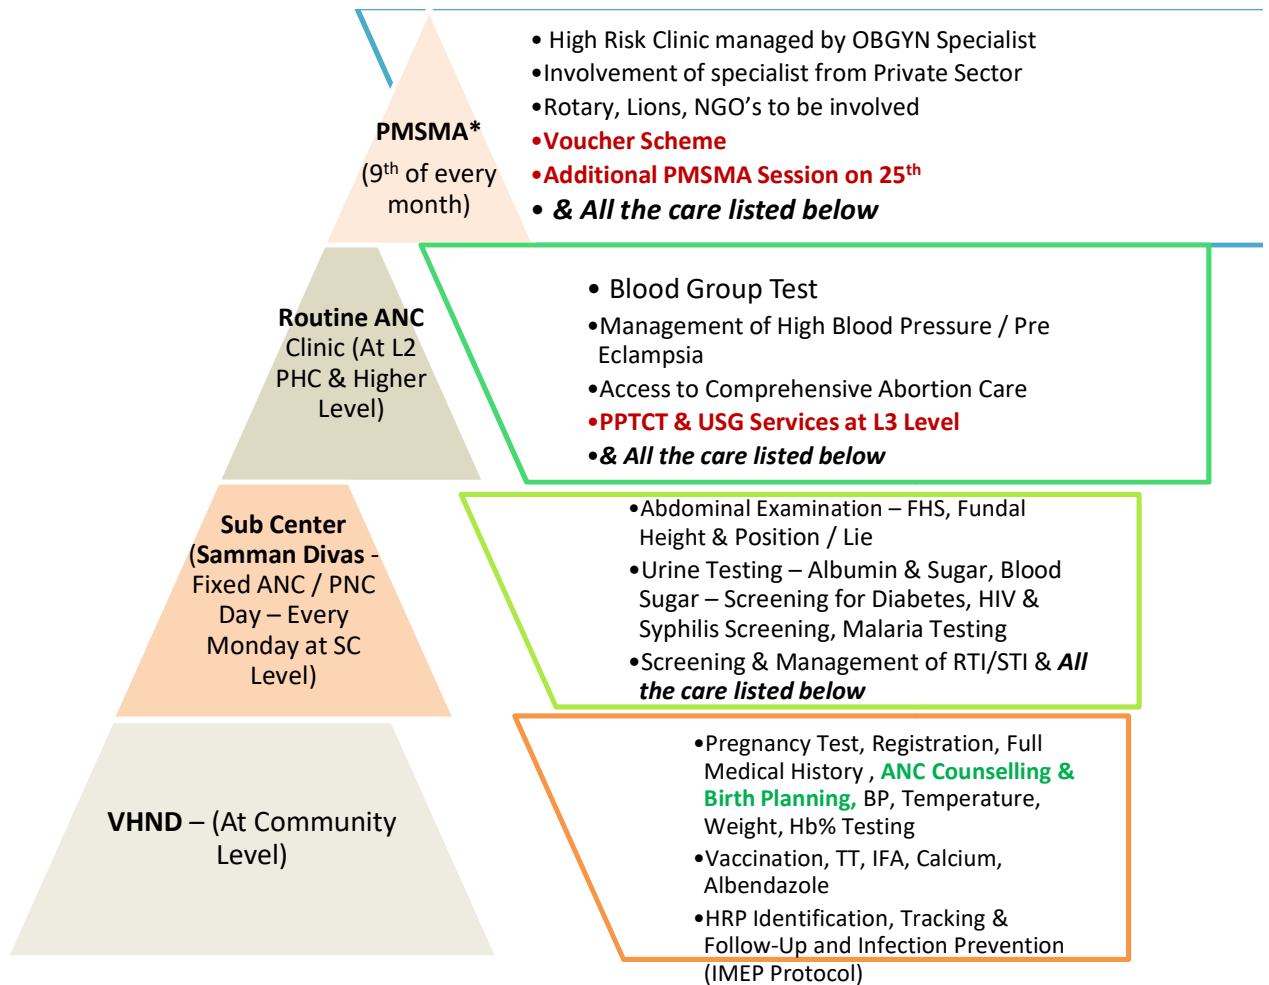 PMSMA*
(9th of every
month)
• High Risk Clinic managed by OBGYN Specialist
•Involvement of specialist from Private Sector
•Rotary, Lions, NGO’s to be involved
•Voucher Scheme
•Additional PMSMA Session on 25th
• & All the care listed below
Routine ANC
Clinic (At L2
PHC & Higher
Level)
• Blood Group Test
•Management of High Blood Pressure / Pre
Eclampsia
•Access to Comprehensive Abortion Care
•PPTCT & USG Services at L3 Level
•& All the care listed below
Sub Center
(Samman Divas -
Fixed ANC / PNC
Day – Every
Monday at SC
Level)
•Abdominal Examination – FHS, Fundal
Height & Position / Lie
•Urine Testing – Albumin & Sugar, Blood
Sugar – Screening for Diabetes, HIV &
Syphilis Screening, Malaria Testing
•Screening & Management of RTI/STI & All
the care listed below
VHND – (At Community
Level)
•Pregnancy Test, Registration, Full
Medical History , ANC Counselling &
Birth Planning, BP, Temperature,
Weight, Hb% Testing
•Vaccination, TT, IFA, Calcium,
Albendazole
•HRP Identification, Tracking &
Follow-Up and Infection Prevention
(IMEP Protocol)